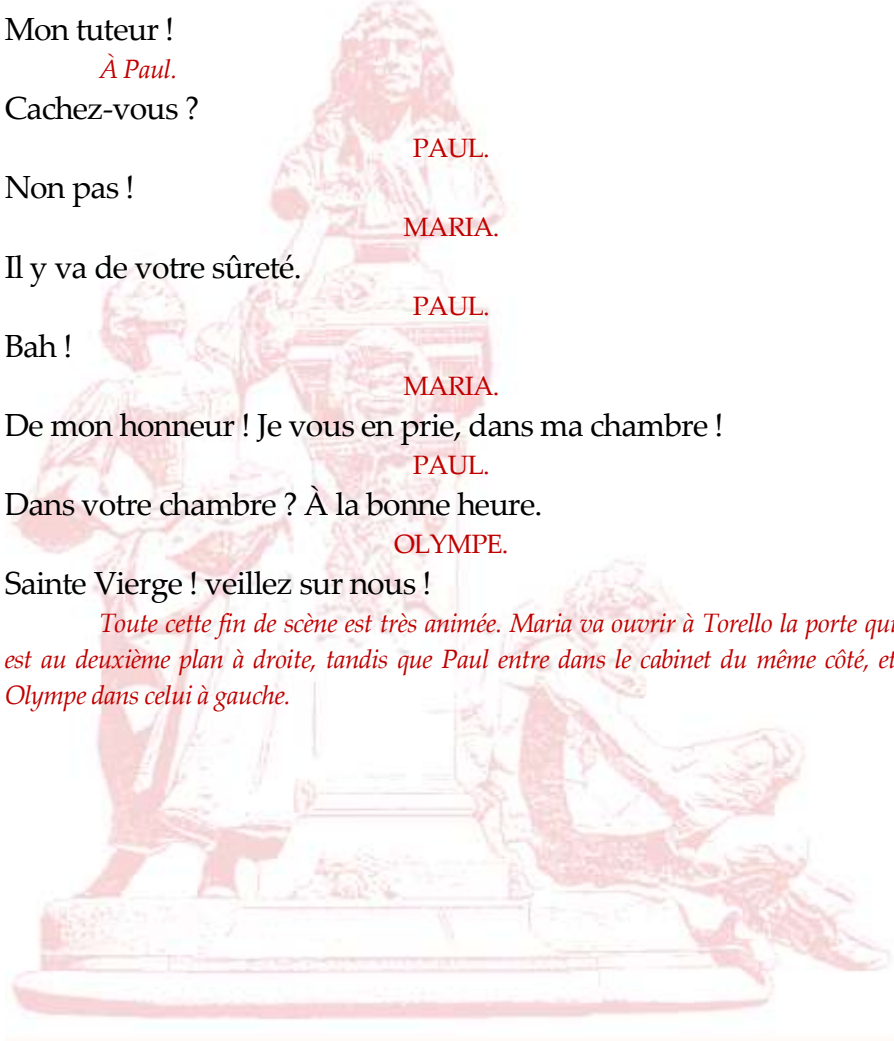 Mon tuteur !
À Paul.
Cachez-vous ?
PAUL.
Non pas !
MARIA.
Il y va de votre sûreté.
PAUL.
Bah !
MARIA.
De mon honneur ! Je vous en prie, dans ma chambre !
PAUL.
Dans votre chambre ? À la bonne heure.
OLYMPE.
Sainte Vierge ! veillez sur nous !
Toute cette fin de scène est très animée. Maria va ouvrir à Torello la porte qui
est au deuxième plan à droite, tandis que Paul entre dans le cabinet du même côté, et
Olympe dans celui à gauche.